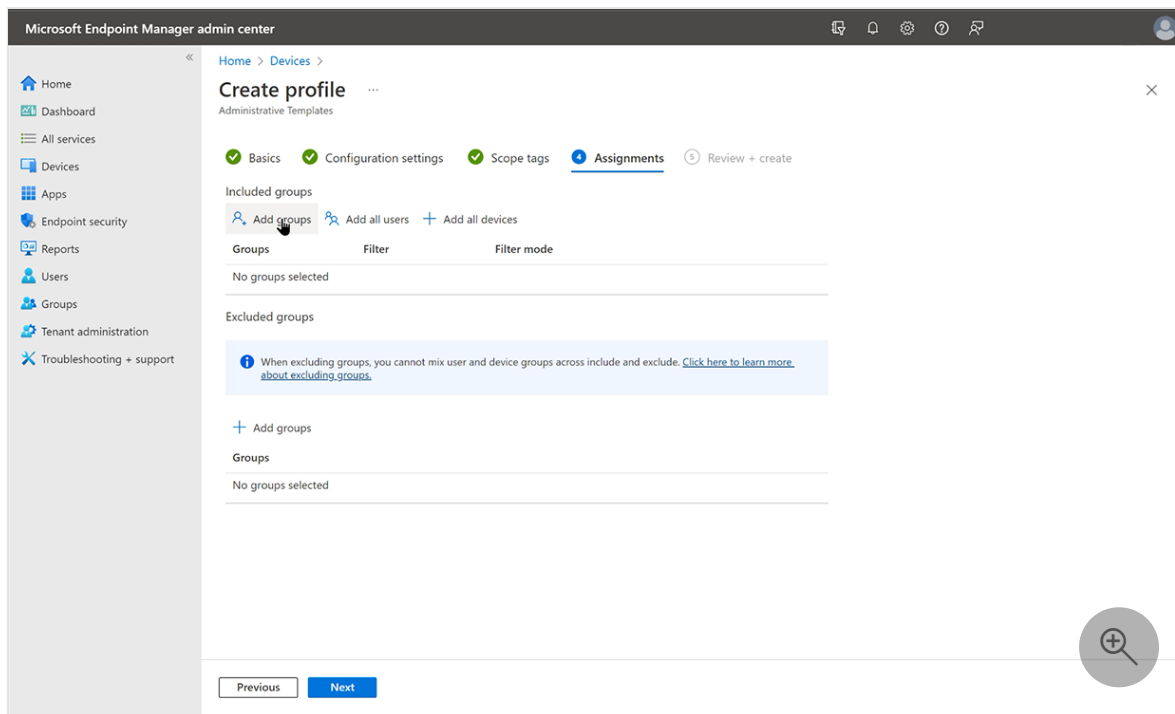 Microsoft Endpoint Manager admin center
«
Home
Dashboard
All services
Devices
Apps
Endpoint security
Reports
Users
Groups
Tenant administration
Troubleshooting + support
Home > Devices >
Create profile ...
Administrative Templates
Basics Configuration settings Scope tags 4 Assignments 5 Review + create
Included groups
Add groups Add all users Add all devices
Groups Filter Filter mode
No groups selected
Excluded groups
When excluding groups, you cannot mix user and device groups across include and exclude. Click here to learn more
about excluding groups.
Add groups
Groups
No groups selected
Previous Next